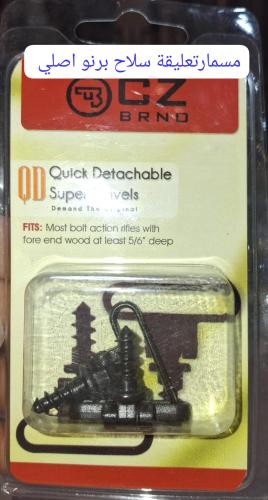 مسمارتعليقة سلاح برنو اصلي
CZ
BRNO
QD Quick Detachable
Super Swivels
Demand The Original
FITS: Most bolt action rifles with
fore end wood at least 5/6" deep